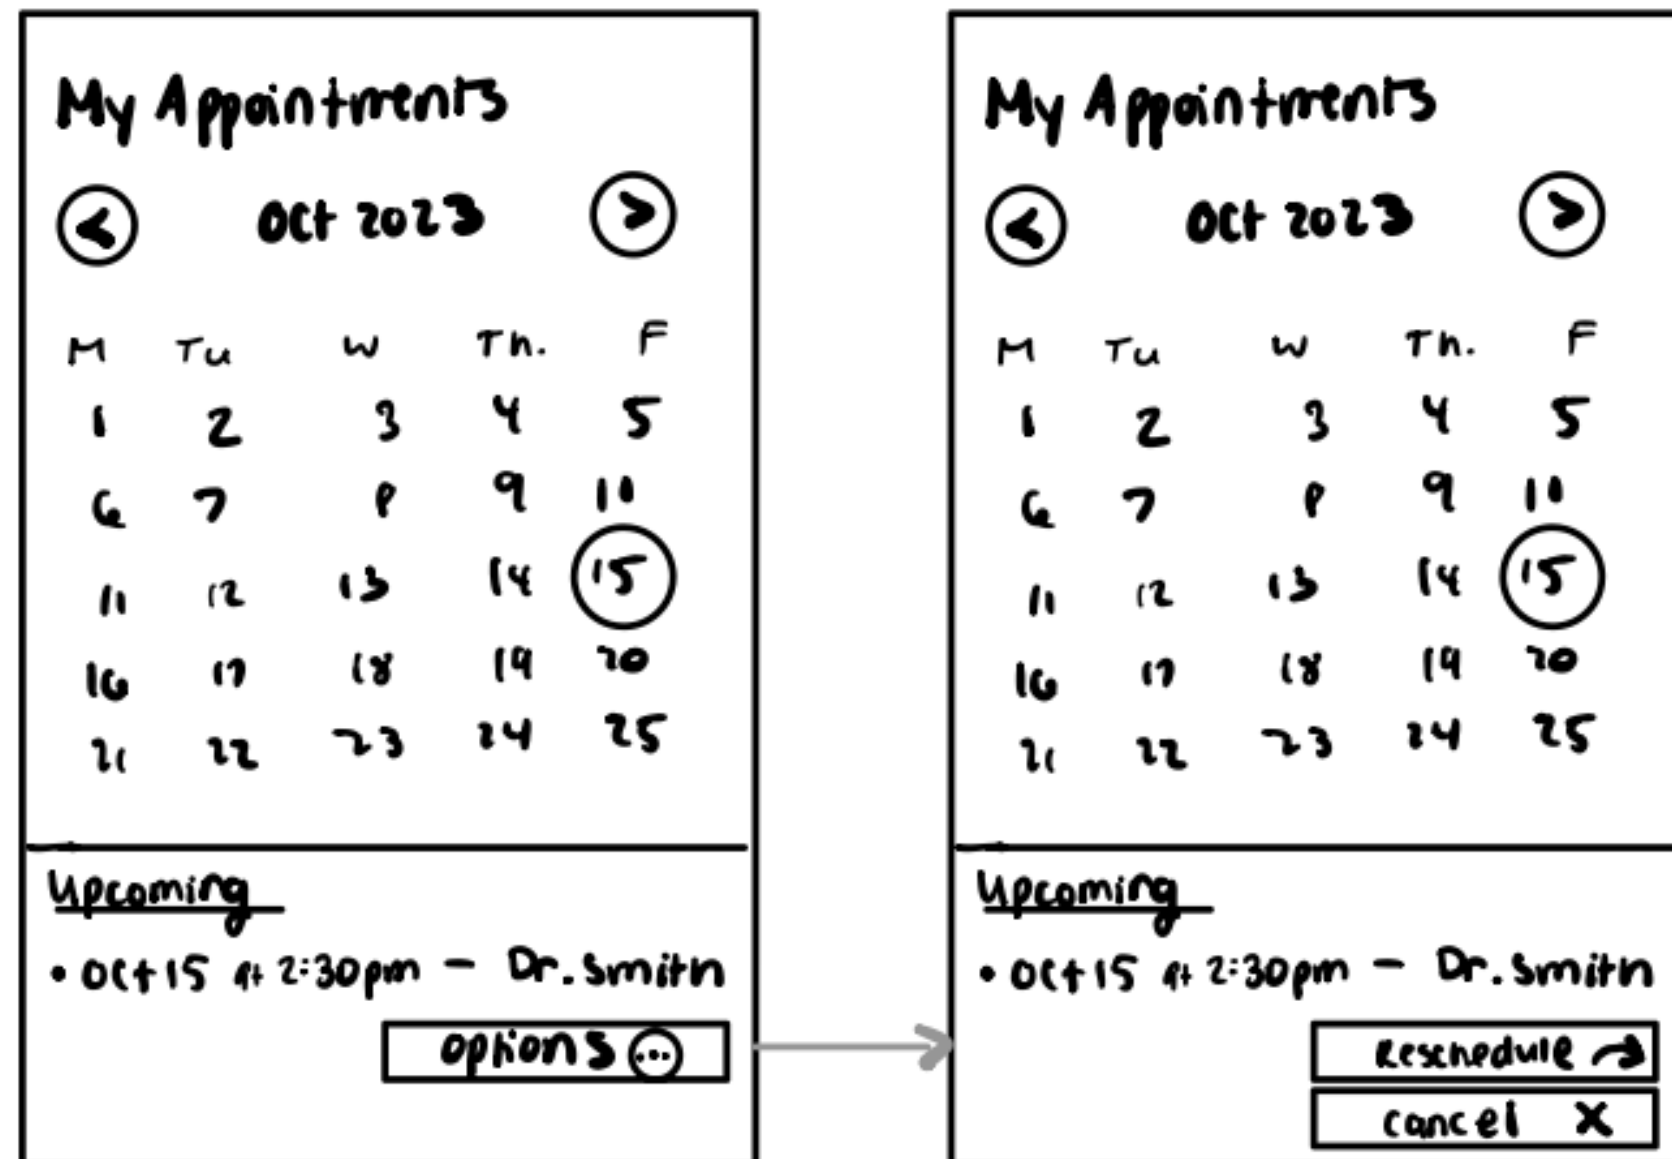 My Appointments
< Oct 2023 >
M Tu W Th. F
1 2 3 4 5
6 7 8 9 10
11 12 13 14 15
16 17 18 19 20
21 22 23 24 25
Upcoming
• Oct 15 at 2:30pm - Dr. Smith
options ...
My Appointments
< Oct 2023 >
M Tu W Th. F
1 2 3 4 5
6 7 8 9 10
11 12 13 14 15
16 17 18 19 20
21 22 23 24 25
Upcoming
• Oct 15 at 2:30pm - Dr. Smith
Reschedule
cancel X